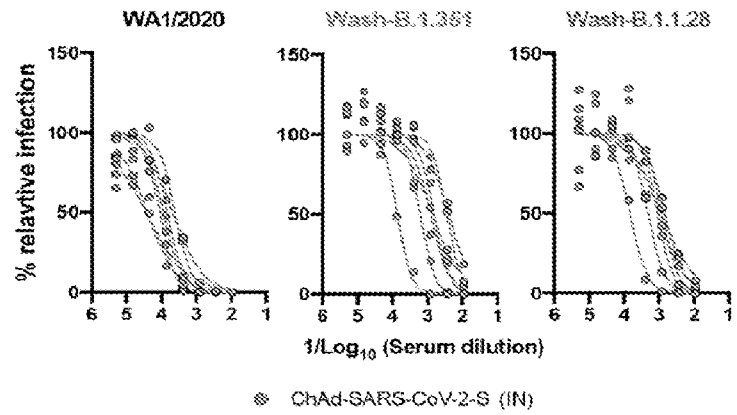 WA1/2020 Wash-B.1.351 Wash-B.1.1.28
150 150 150
100 100 100
50 50 50
0 0 0
6 5 4 3 2 1 6 5 4 3 2 1 6 5 4 3 2 1
% relavtive infection
1/Log10 (Serum dilution)
ChAd-SARS-CoV-2-S (IN)